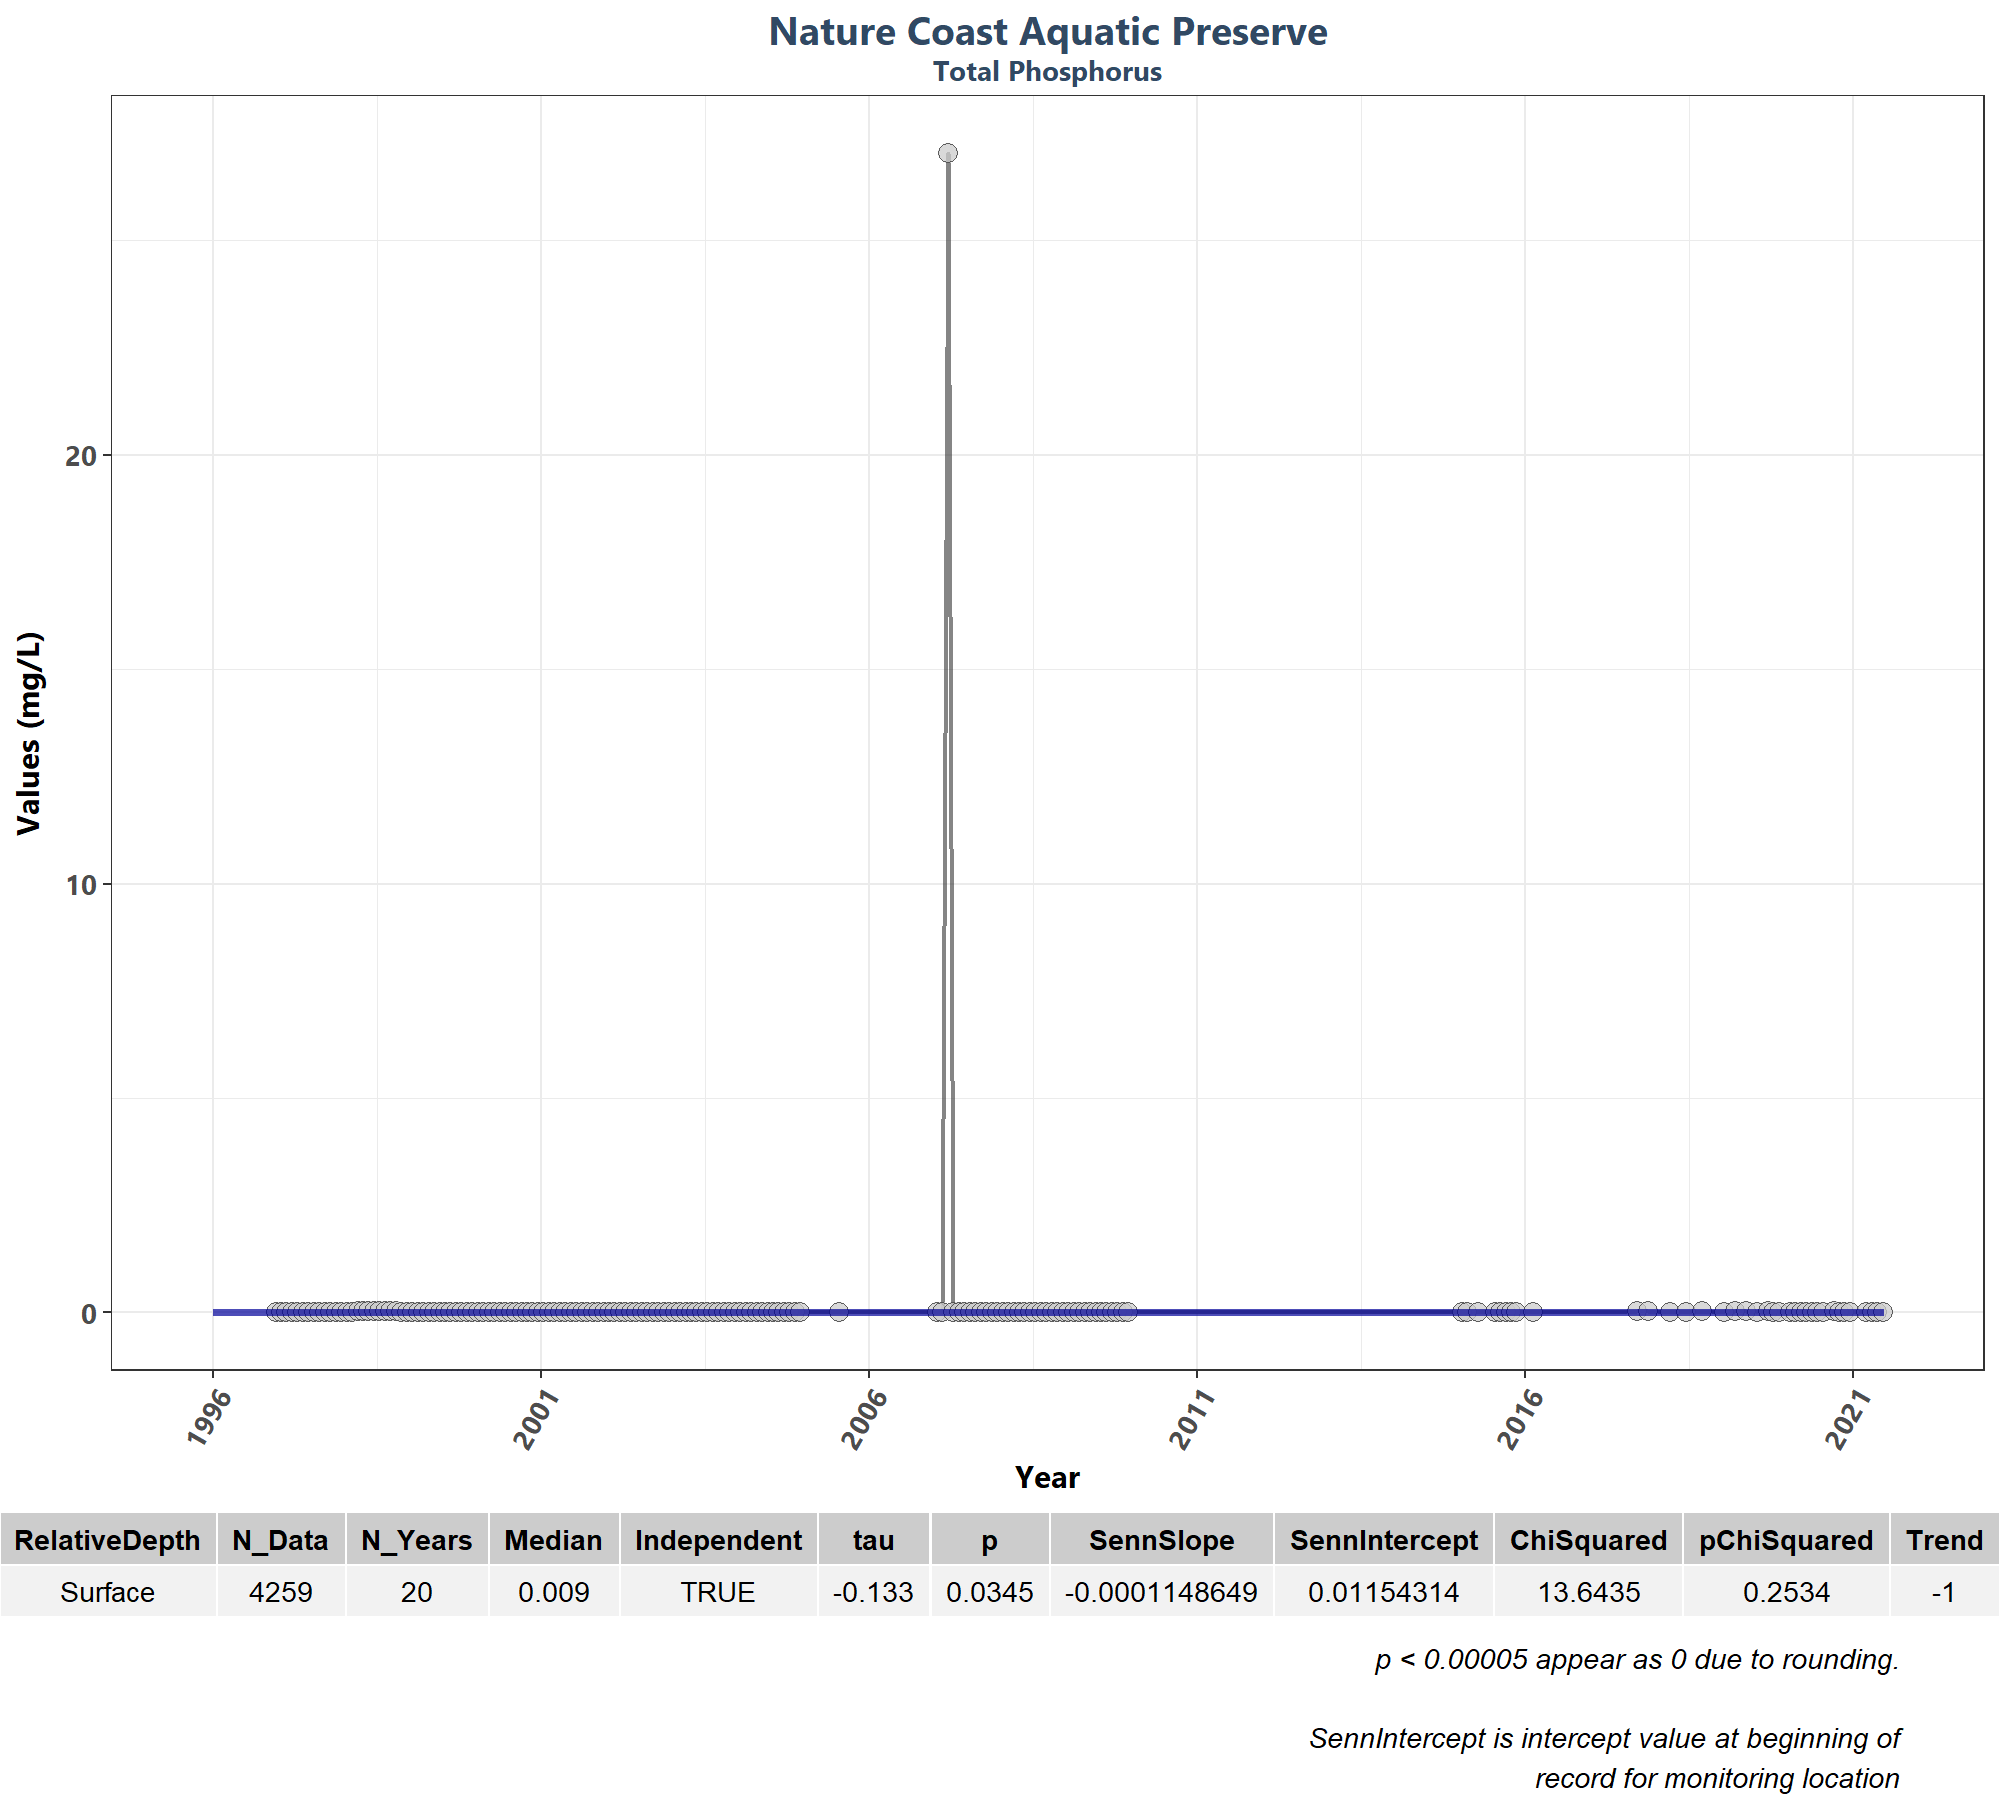 Nature Coast Aquatic Preserve
Total Phosphorus
Values (mg/L)
20
10
0
1996
2001
2006
2011
2016
2021
Year
RelativeDepth N_Data N_Years Median Independent tau p SennSlope SennIntercept ChiSquared pChiSquared Trend
Surface 4259 20 0.009 TRUE -0.133 0.0345 -0.0001148649 0.01154314 13.6435 0.2534 -1
p < 0.00005 appear as 0 due to rounding.
SennIntercept is intercept value at beginning of
record for monitoring location